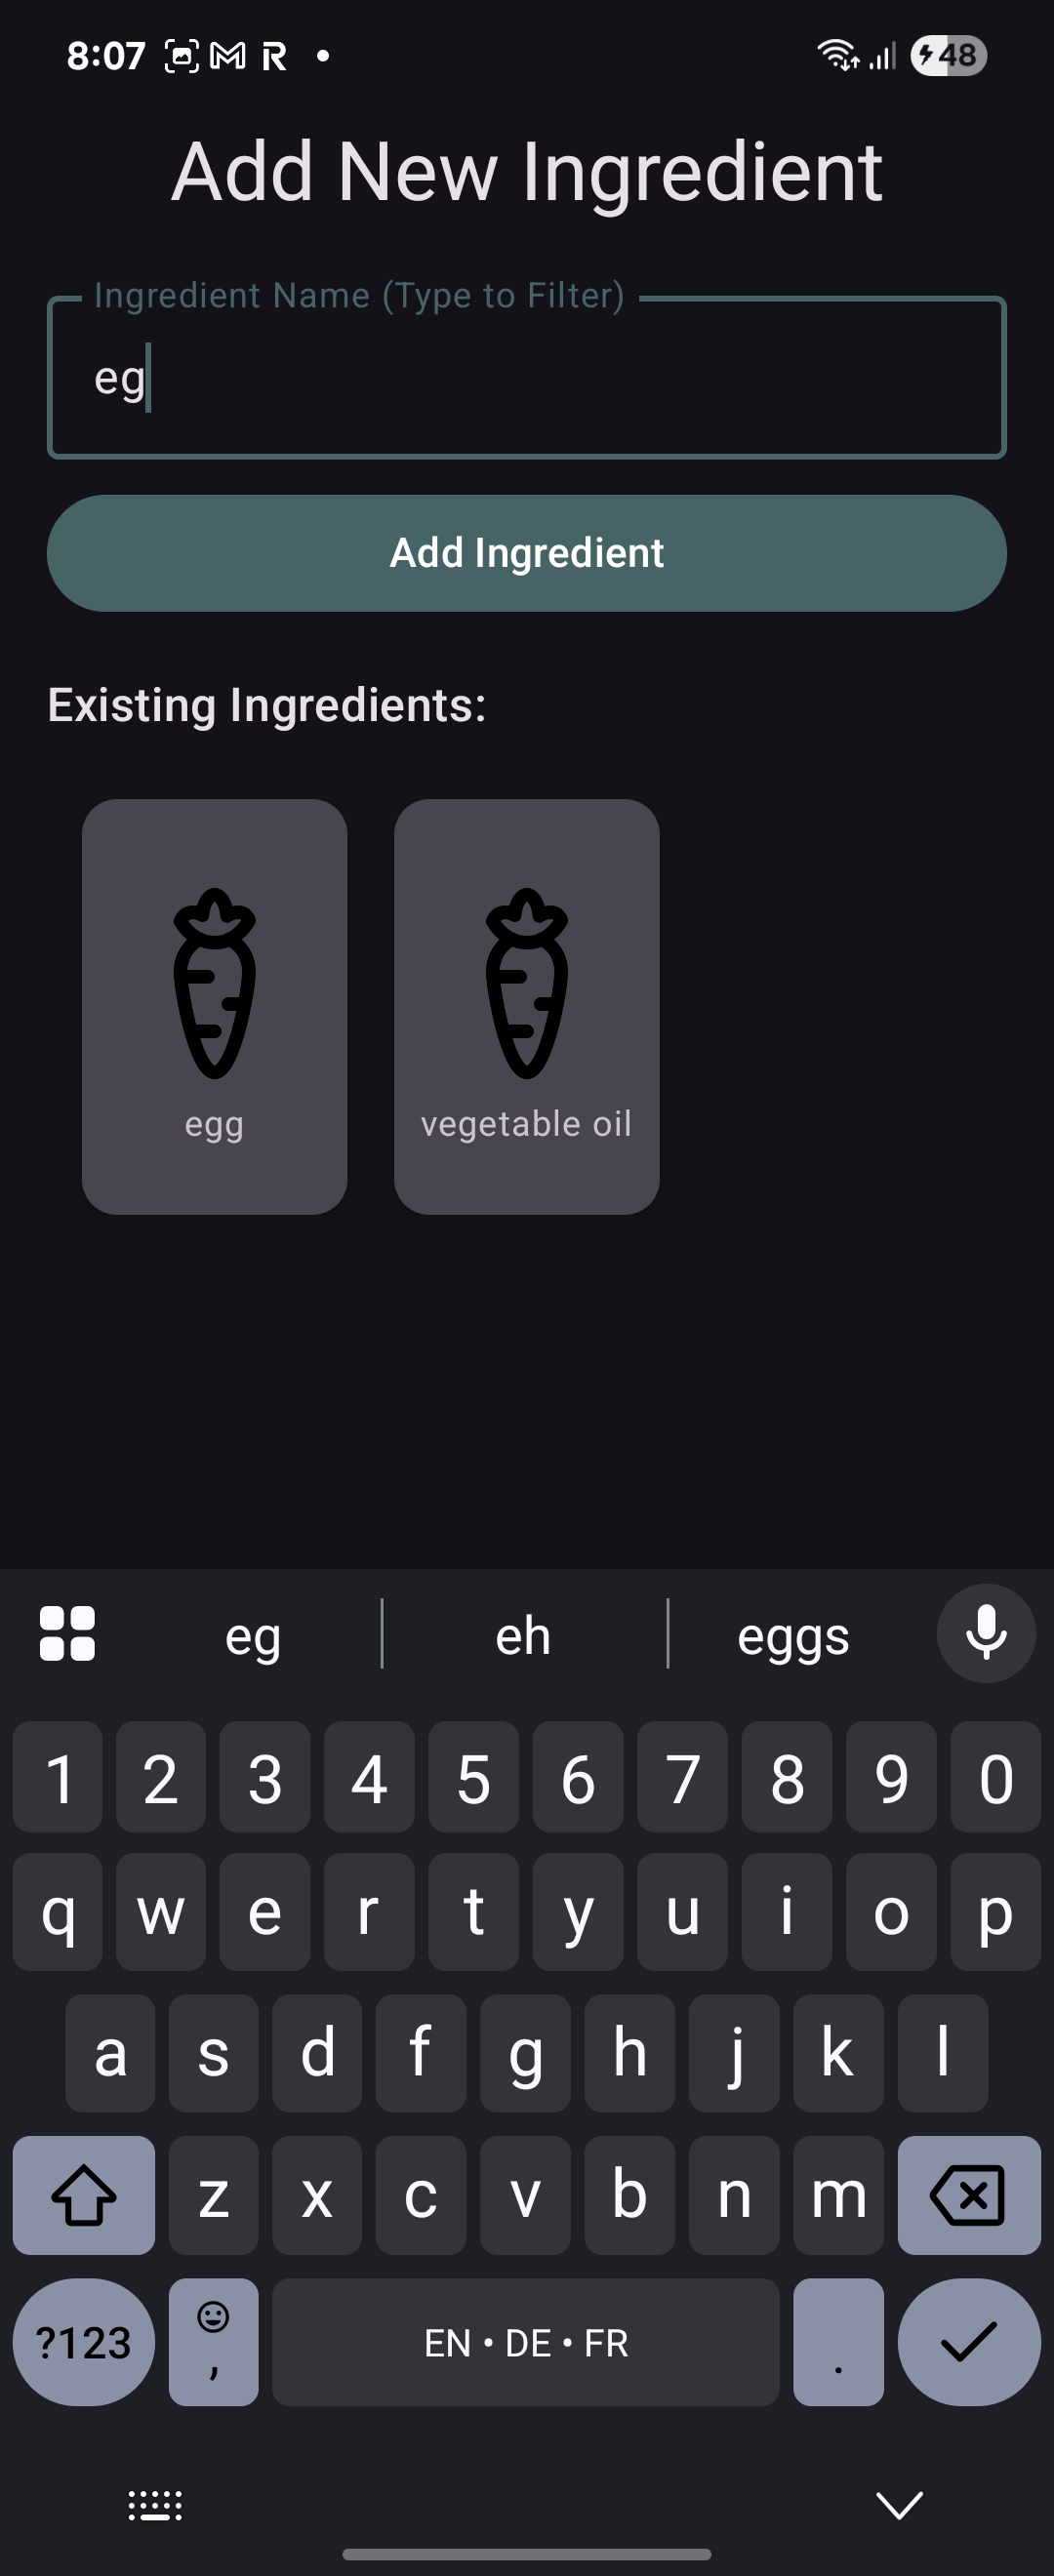 8:07
48
Add New Ingredient
Ingredient Name (Type to Filter)
eg
Add Ingredient
Existing Ingredients:
egg vegetable oil
eg eh eggs
1 2 3 4 5 6 7 8 9 0
q w e r t y u i o p
a s d f g h j k l
z x c v b n m
?123 , EN • DE • FR .